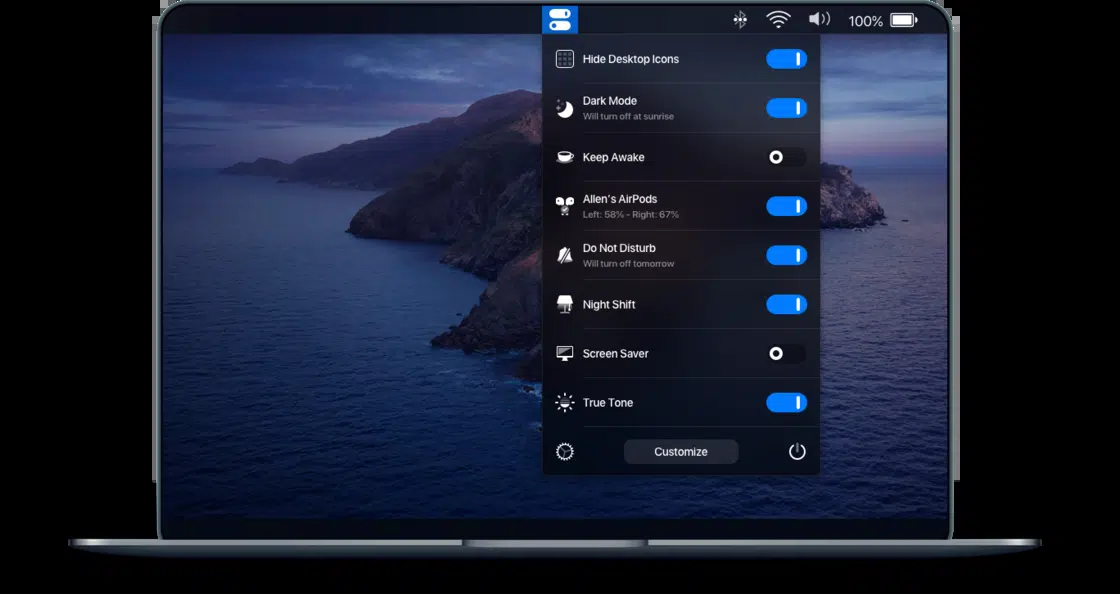 100%
Hide Desktop Icons
Dark Mode
Will turn off at sunrise
Keep Awake
Allen's AirPods
Left: 58% - Right: 67%
Do Not Disturb
Will turn off tomorrow
Night Shift
Screen Saver
True Tone
Customize